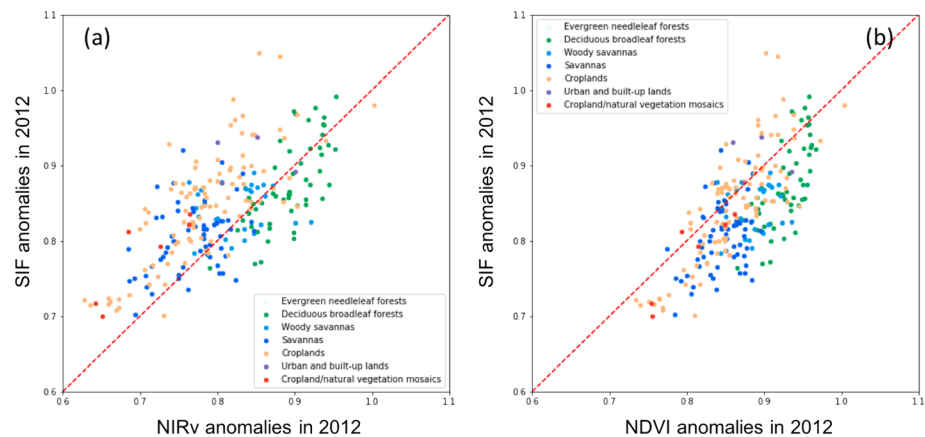 (a)
1.1
1.0
0.9
0.8
0.7
0.6
SIF anomalies in 2012
Evergreen needleleaf forests
Deciduous broadleaf forests
Woody savannas
Savannas
Croplands
Urban and built-up lands
Cropland/natural vegetation mosaics
0.6 0.7 0.8 0.9 1.0 1.1
NIRv anomalies in 2012
(b)
1.1
1.0
0.9
0.8
0.7
0.6
SIF anomalies in 2012
Evergreen needleleaf forests
Deciduous broadleaf forests
Woody savannas
Savannas
Croplands
Urban and built-up lands
Cropland/natural vegetation mosaics
0.6 0.7 0.8 0.9 1.0 1.1
NDVI anomalies in 2012